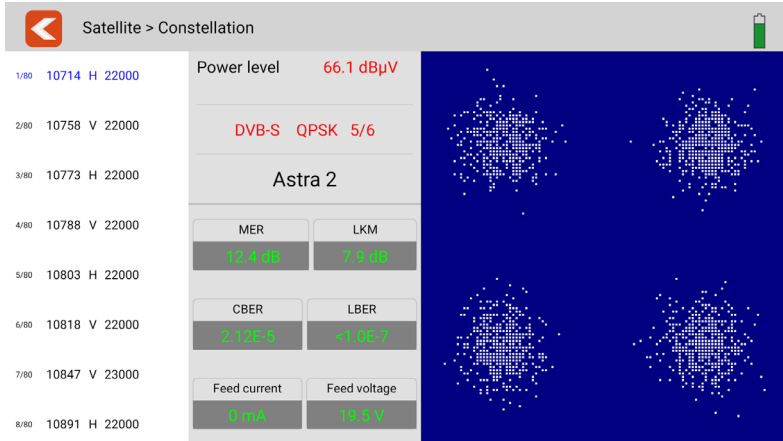 Satellite > Constellation
1/80 10714 H 22000
2/80 10758 V 22000
3/80 10773 H 22000
4/80 10788 V 22000
5/80 10803 H 22000
6/80 10818 V 22000
7/80 10847 V 23000
8/80 10891 H 22000
Power level 66.1 dBµV
DVB-S QPSK 5/6
Astra 2
MER LKM
12.4 dB 7.9 dB
CBER LBER
2.12E-5 <1.0E-7
Feed current Feed voltage
0 mA 19.5 V